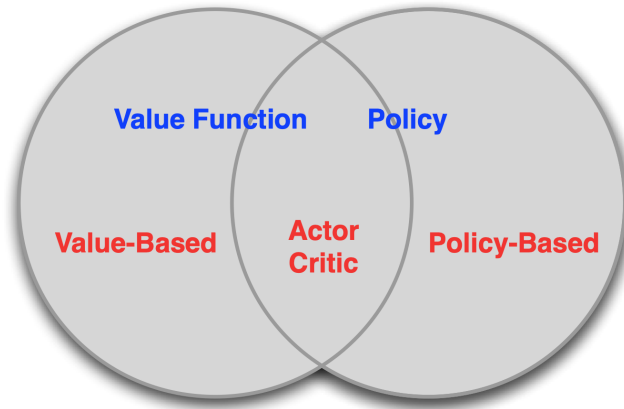 Value Function
Policy
Value-Based
Actor
Critic
Policy-Based